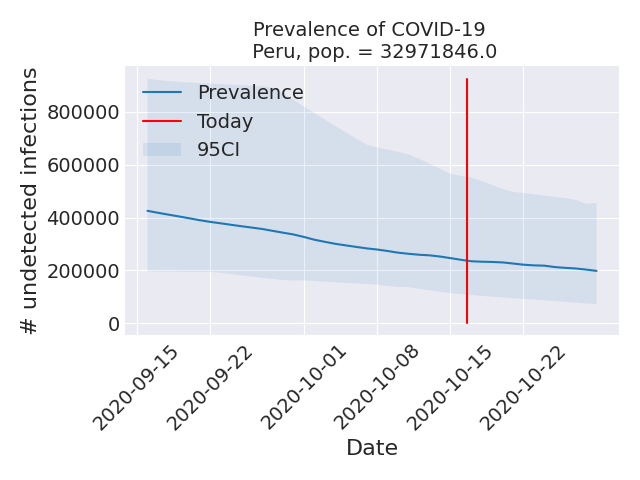 Prevalence of COVID-19
Peru, pop. = 32971846.0
# undetected infections
800000
600000
400000
200000
0
Prevalence
Today
95CI
2020-09-15
2020-09-22
2020-10-01
2020-10-08
2020-10-15
2020-10-22
Date